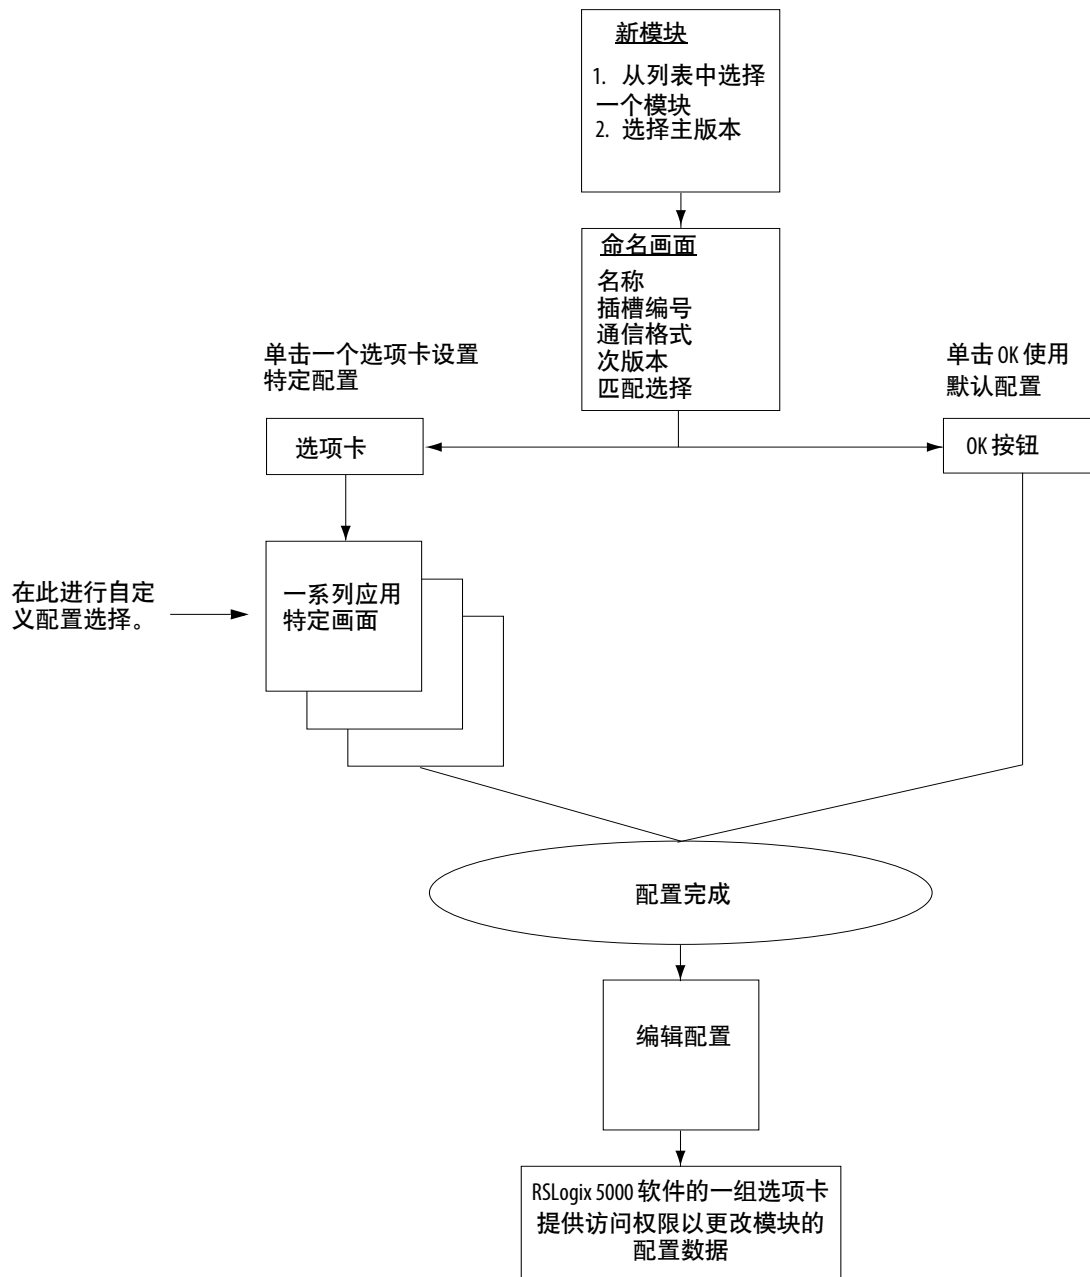 新模块
1. 从列表中选择
一个模块
2. 选择主版本
命名画面
名称
插槽编号
通信格式
次版本
匹配选择
单击一个选项卡设置
特定配置
单击 OK 使用
默认配置
选项卡
OK 按钮
在此进行自定
义配置选择。
一系列应用
特定画面
配置完成
编辑配置
RSLogix 5000 软件的一组选项卡
提供访问权限以更改模块的
配置数据